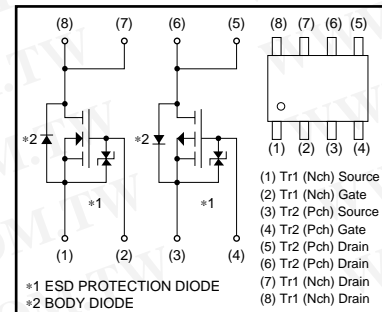 (8) (7) (6) (5)
(8) (7) (6) (5)
*2 *2
*1 *1
(1) (2) (3) (4)
(1) (2) (3) (4)
*1 ESD PROTECTION DIODE
*2 BODY DIODE
(1) Tr1 (Nch) Source
(2) Tr1 (Nch) Gate
(3) Tr2 (Pch) Source
(4) Tr2 (Pch) Gate
(5) Tr2 (Pch) Drain
(6) Tr2 (Pch) Drain
(7) Tr1 (Nch) Drain
(8) Tr1 (Nch) Drain